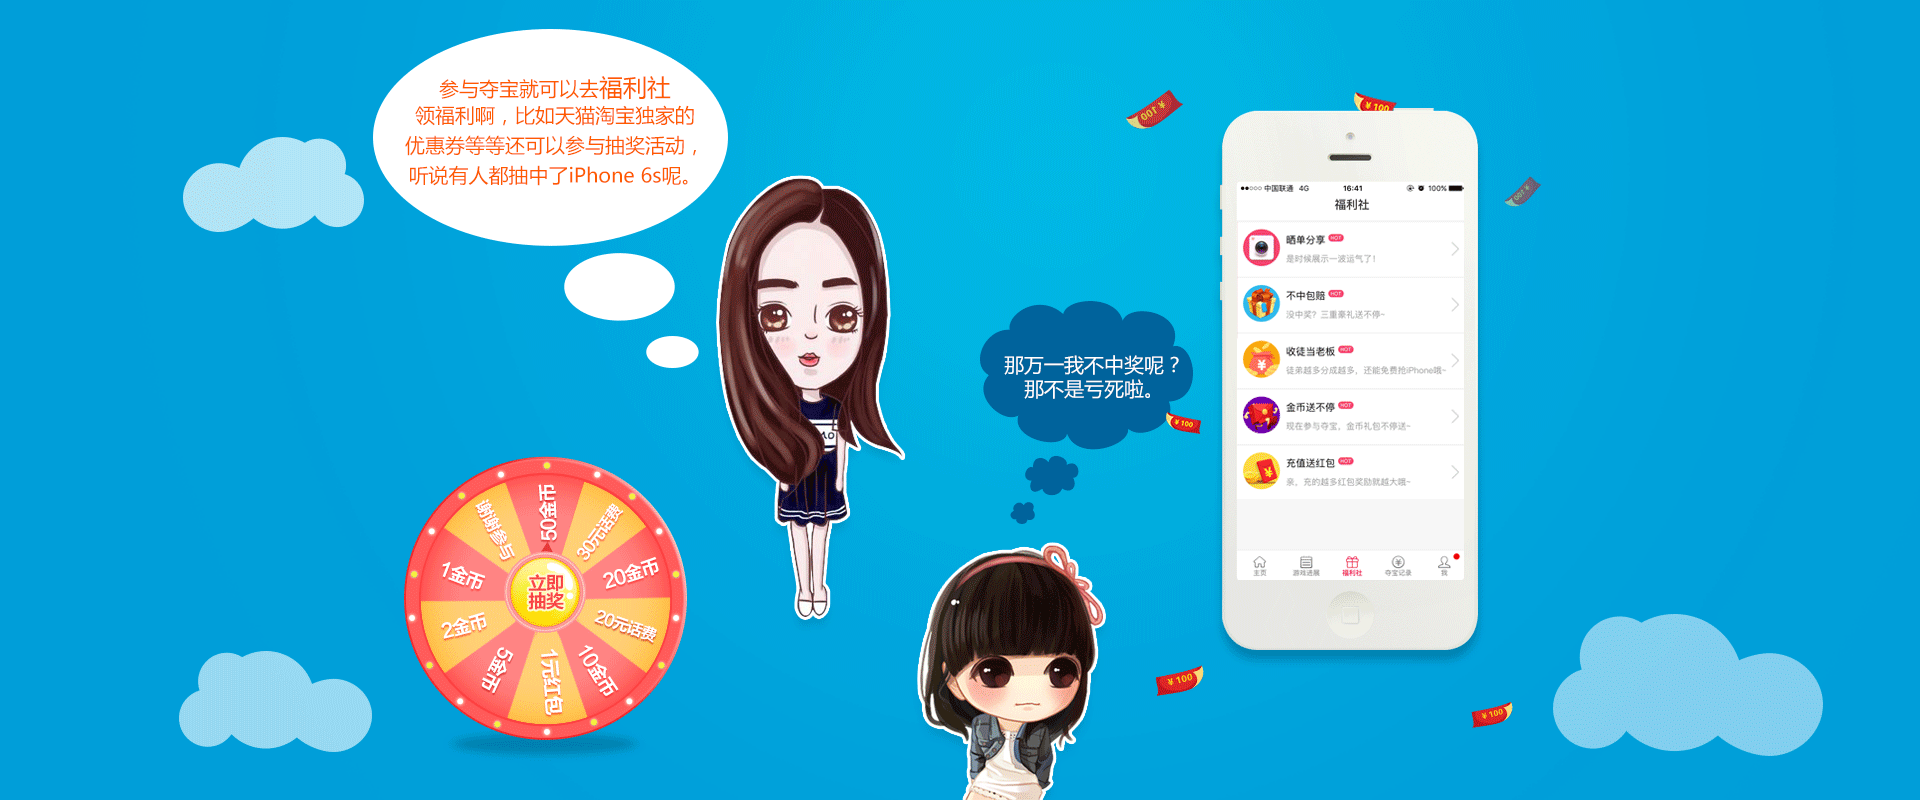 参与夺宝就可以去福利社
领福利啊，比如天猫淘宝独家的
优惠券等等还可以参与抽奖活动，
听说有人都抽中了iPhone 6s呢。
那万一我不中奖呢？
那不是亏死啦。
50金币
30元话费
20金币
20元话费
10金币
1元红包
5金币
2金币
1金币
谢谢参与
立即
抽奖
中国联通 4G 16:41 100%
福利社
晒单分享 HOT
是时候展示一波运气了!
不中包赔 HOT
没中奖? 三重豪礼送不停~
收徒当老板 HOT
徒弟越多分成越多，还能免费抢iPhone哦~
金币送不停 HOT
现在参与夺宝，金币礼包不停送~
充值送红包 HOT
亲，充的越多红包奖励就越大哦~
主页 游戏进展 福利社 夺宝记录 我
¥ 100
¥ 100
¥ 100
¥ 100
¥ 100
¥ 100